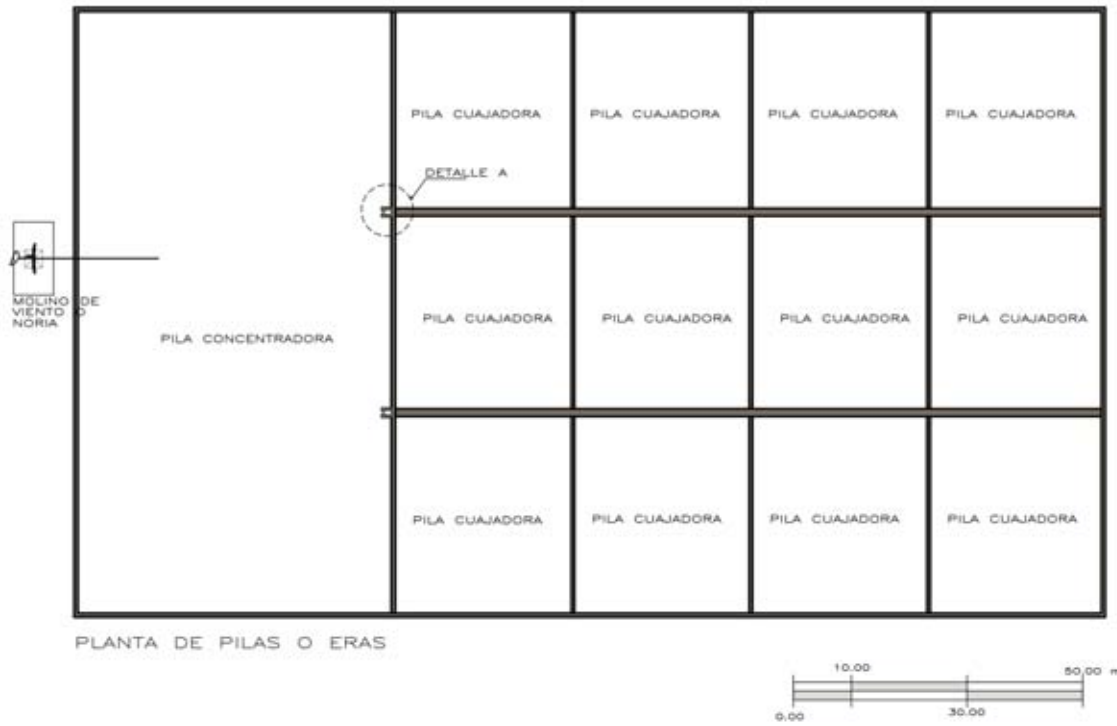 PILA CUAJADORA
PILA CUAJADORA
PILA CUAJADORA
PILA CUAJADORA
DETALLE A
MOLINO DE
VIENTO O
NORIA
PILA CONCENTRADORA
PILA CUAJADORA
PILA CUAJADORA
PILA CUAJADORA
PILA CUAJADORA
PILA CUAJADORA
PILA CUAJADORA
PILA CUAJADORA
PILA CUAJADORA
PLANTA DE PILAS O ERAS
10.00
50.00 m
0.00
30.00